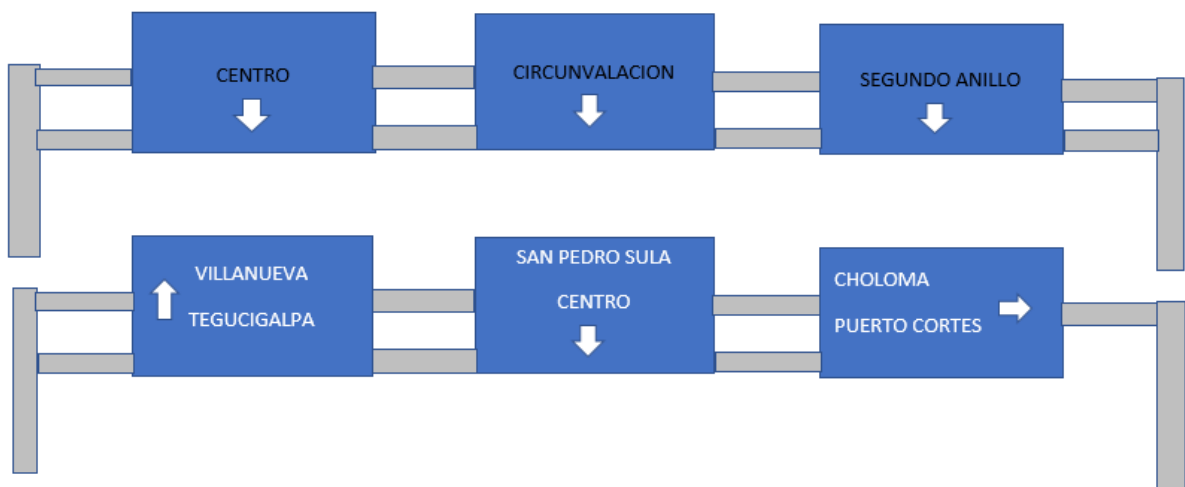 CENTRO
CIRCUNVALACION
SEGUNDO ANILLO
VILLANUEVA
TEGUCIGALPA
SAN PEDRO SULA
CENTRO
CHOLOMA
PUERTO CORTES